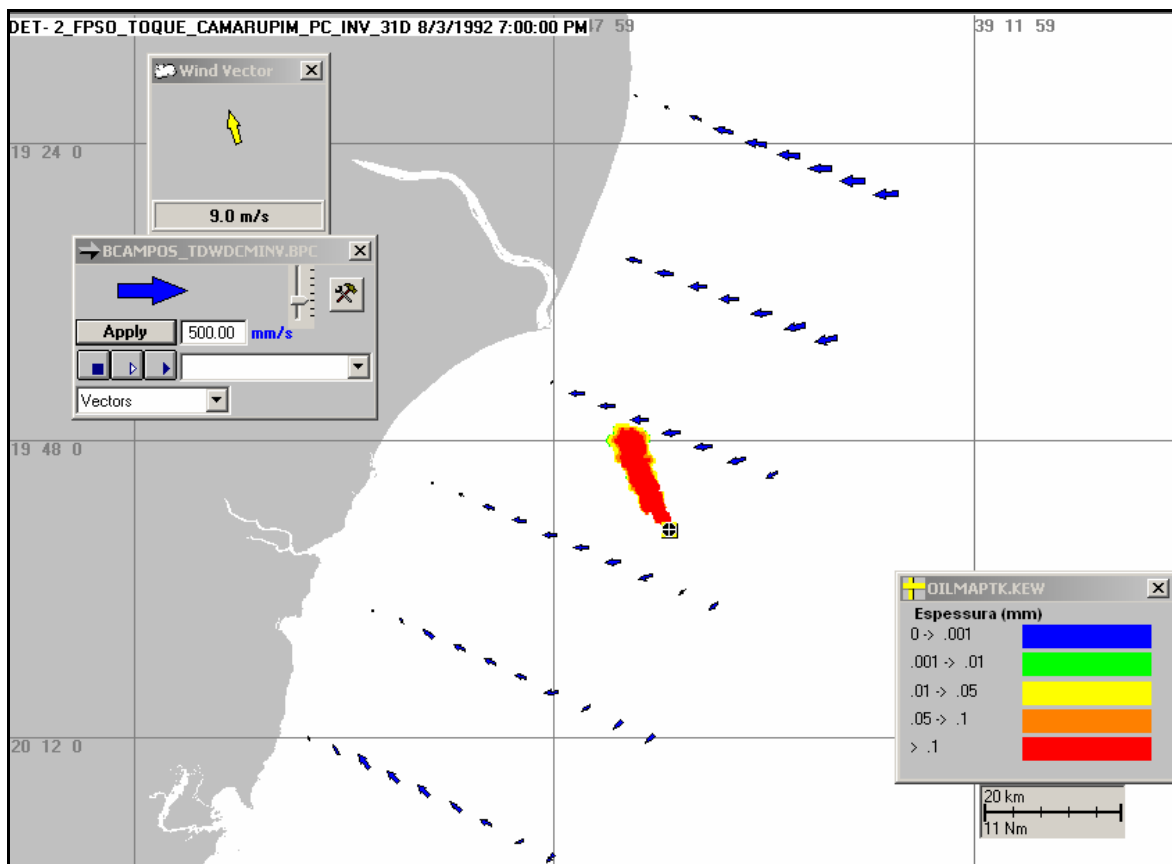 DET- 2_FPSO_TOQUE_CAMARUPIM_PC_INV_31D 8/3/1992 7:00:00 PM
47 59
39 11 59
Wind Vector
19 24 0
9.0 m/s
BCAMPOS_TDWDCMINV.BPC
Apply
500.00
mm/s
Vectors
19 48 0
OILMAPTK.KEW
Espessura (mm)
0 -> .001
.001 -> .01
.01 -> .05
.05 -> .1
> .1
20 12 0
20 km
11 Nm